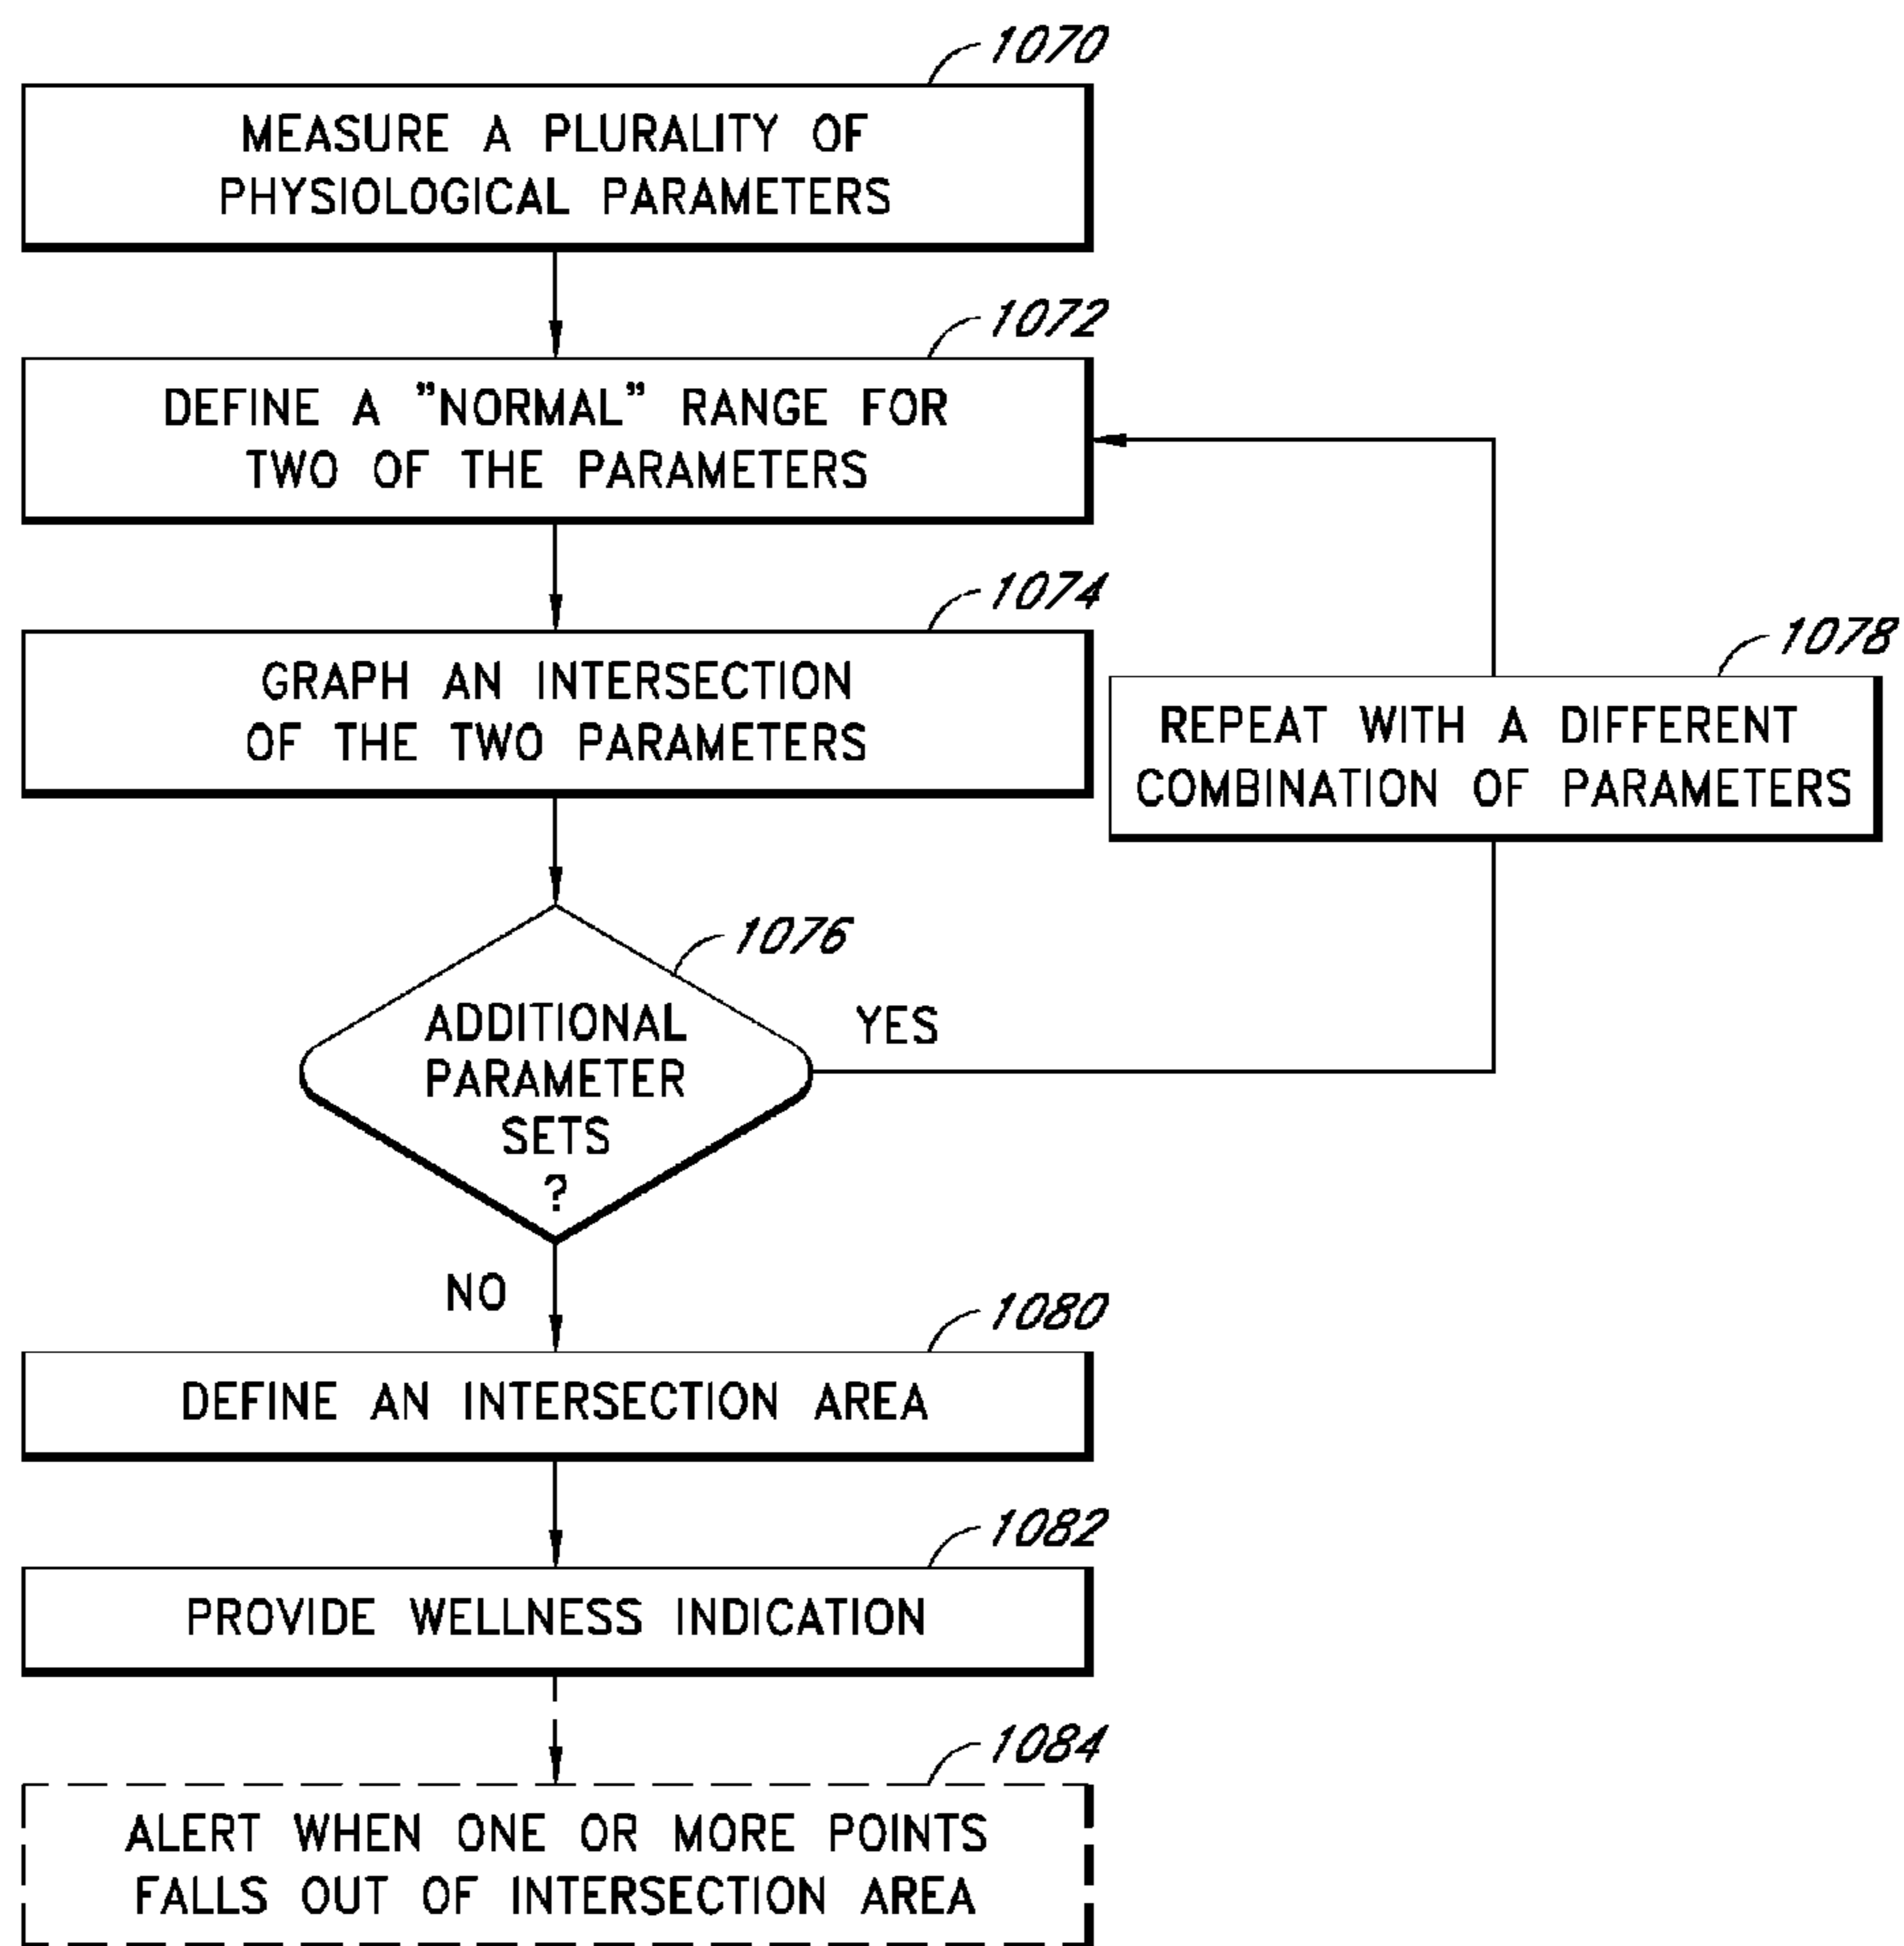 1070
MEASURE A PLURALITY OF
PHYSIOLOGICAL PARAMETERS
1072
DEFINE A "NORMAL" RANGE FOR
TWO OF THE PARAMETERS
1074
GRAPH AN INTERSECTION
OF THE TWO PARAMETERS
1078
REPEAT WITH A DIFFERENT
COMBINATION OF PARAMETERS
1076
ADDITIONAL
PARAMETER
SETS
?
YES
NO
1080
DEFINE AN INTERSECTION AREA
1082
PROVIDE WELLNESS INDICATION
1084
ALERT WHEN ONE OR MORE POINTS
FALLS OUT OF INTERSECTION AREA